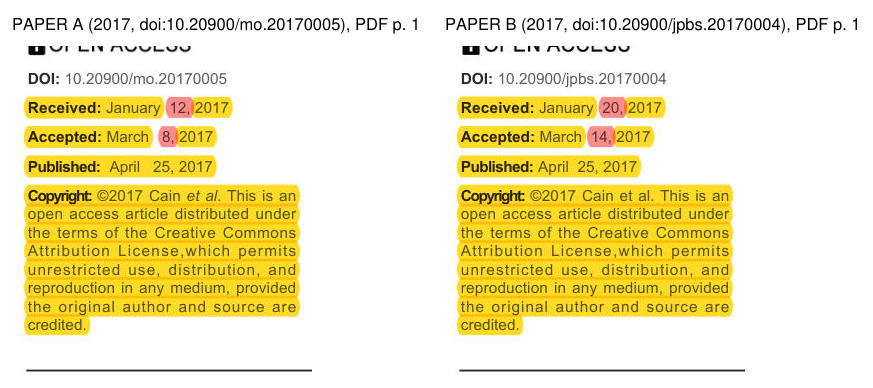 PAPER A (2017, doi:10.20900/mo.20170005), PDF p. 1
OPEN ACCESS
DOI: 10.20900/mo.20170005
Received: January 12, 2017
Accepted: March 8, 2017
Published: April 25, 2017
Copyright: ©2017 Cain et al. This is an
open access article distributed under
the terms of the Creative Commons
Attribution License,which permits
unrestricted use, distribution, and
reproduction in any medium, provided
the original author and source are
credited.
PAPER B (2017, doi:10.20900/jpbs.20170004), PDF p. 1
OPEN ACCESS
DOI: 10.20900/jpbs.20170004
Received: January 20, 2017
Accepted: March 14, 2017
Published: April 25, 2017
Copyright: ©2017 Cain et al. This is an
open access article distributed under
the terms of the Creative Commons
Attribution License,which permits
unrestricted use, distribution, and
reproduction in any medium, provided
the original author and source are
credited.